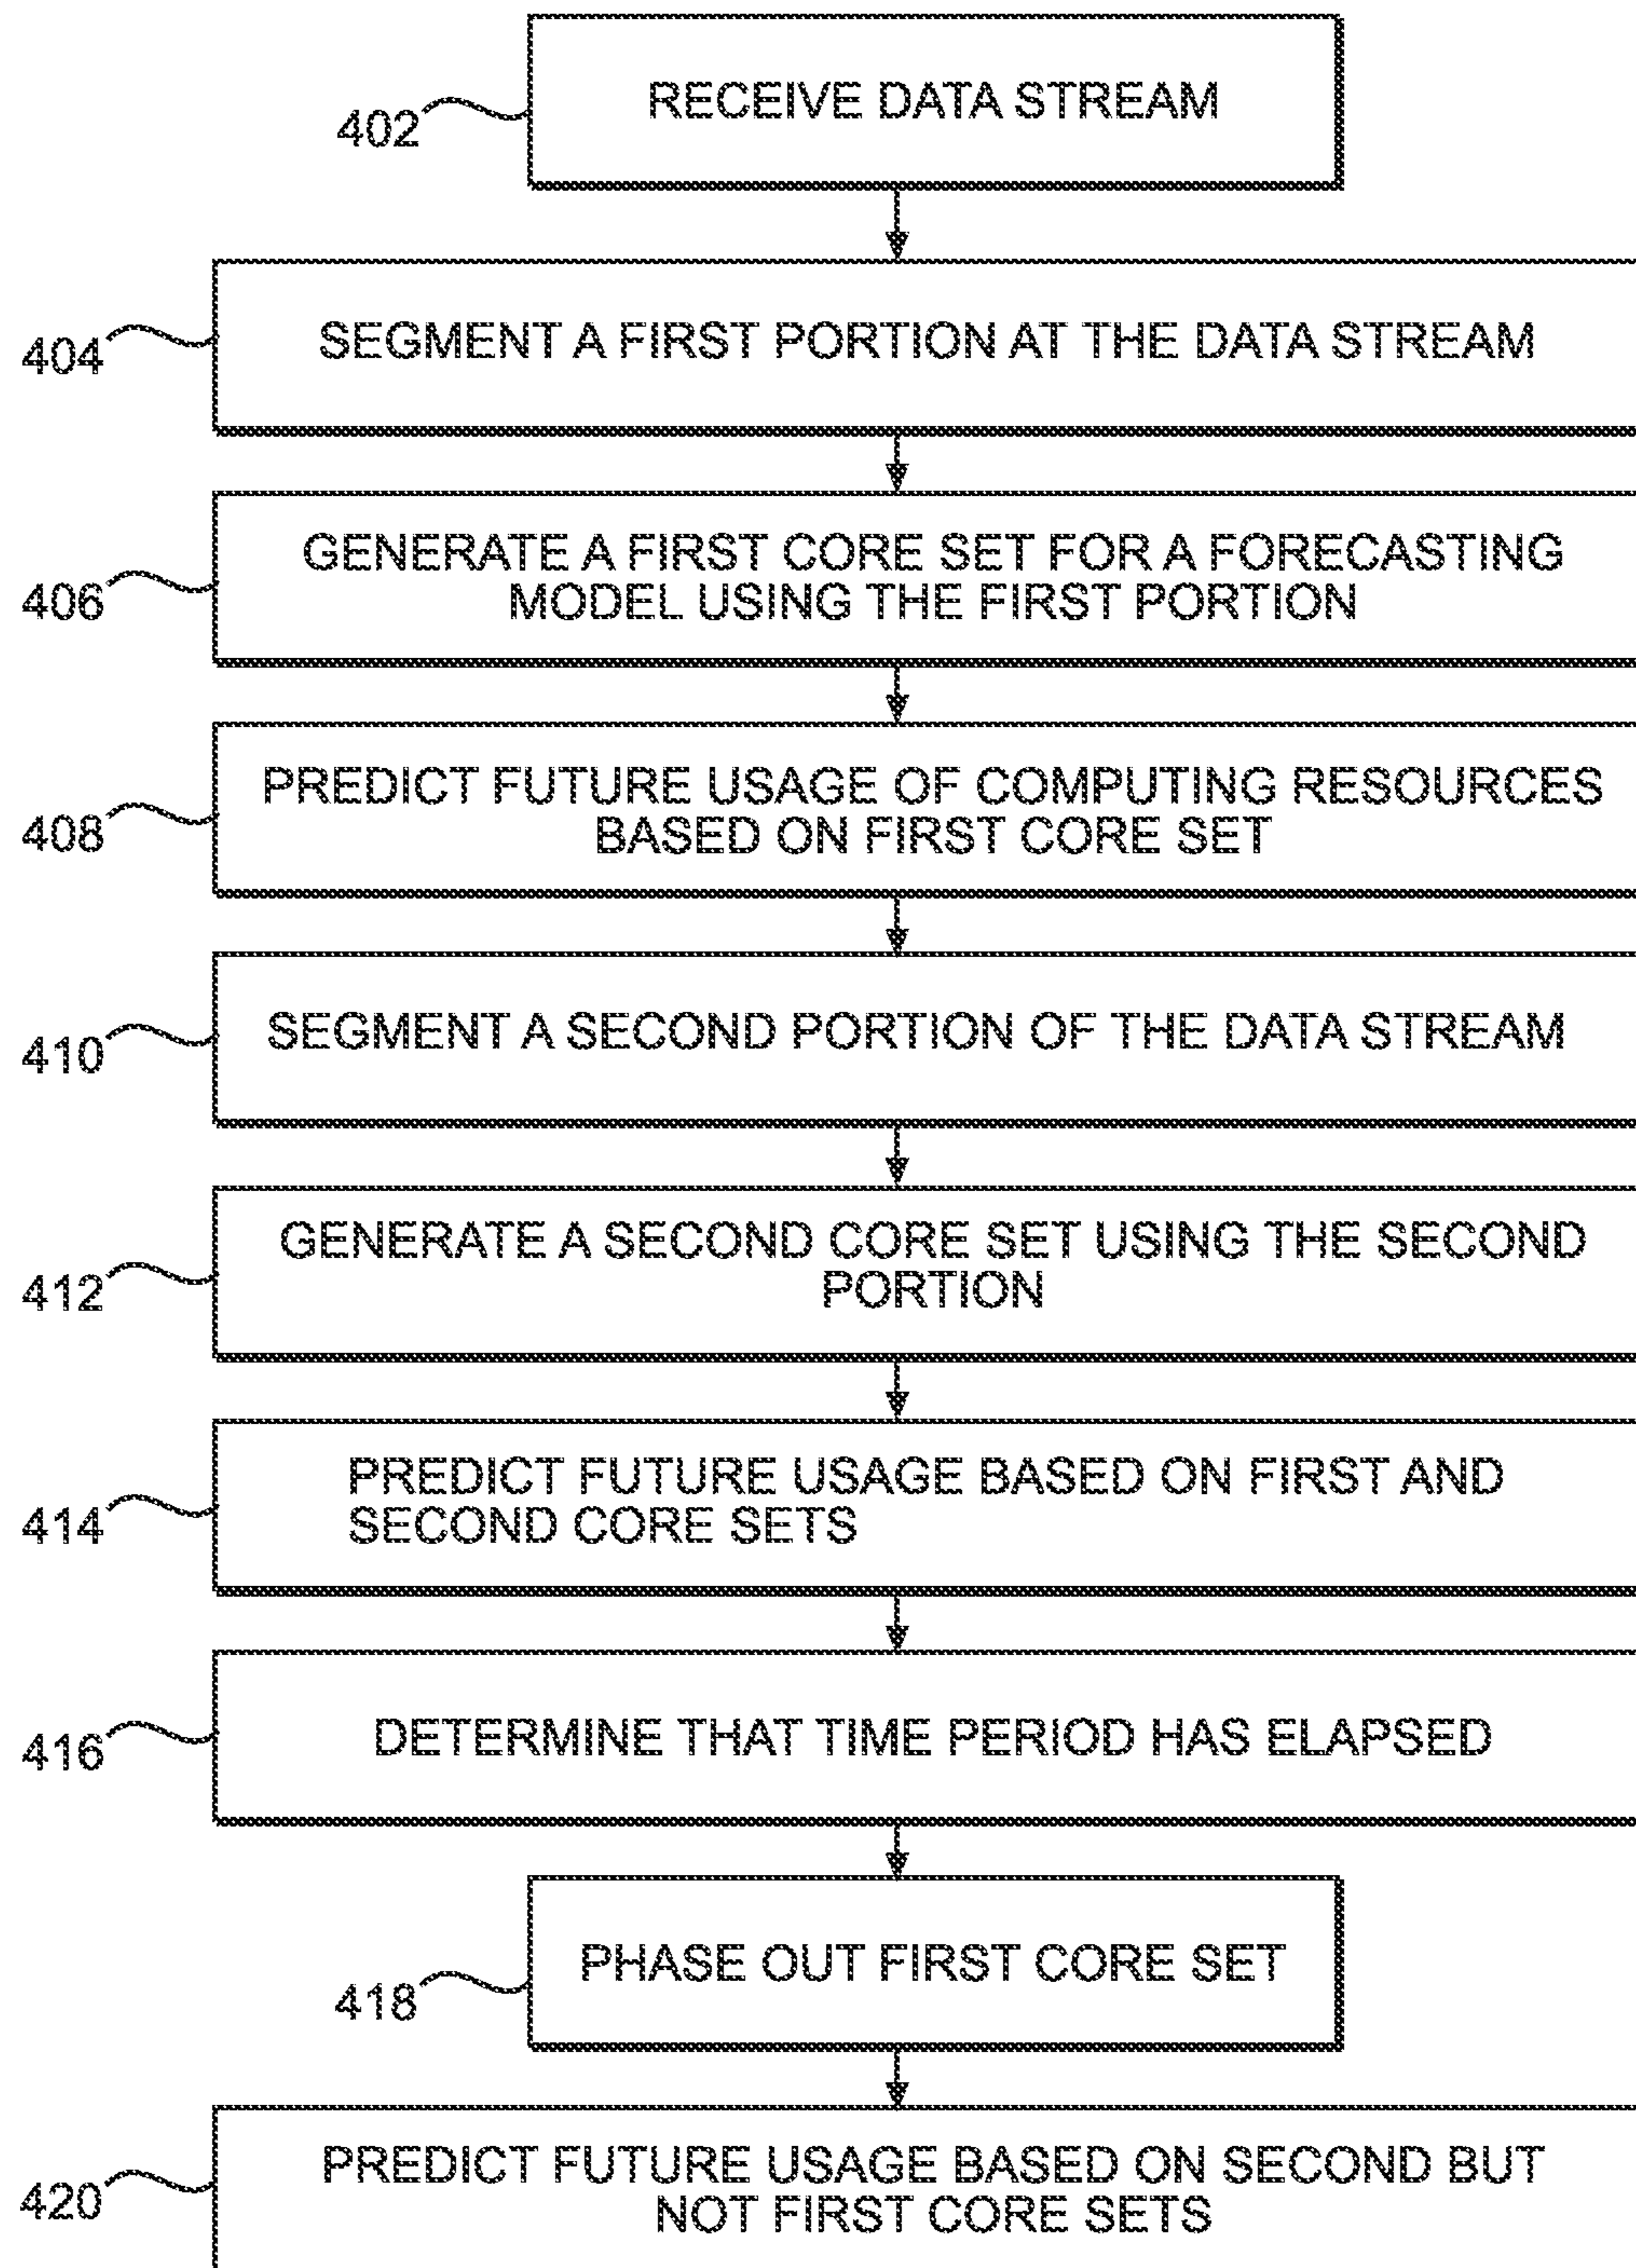 402
RECEIVE DATA STREAM
404
SEGMENT A FIRST PORTION AT THE DATA STREAM
406
GENERATE A FIRST CORE SET FOR A FORECASTING
MODEL USING THE FIRST PORTION
408
PREDICT FUTURE USAGE OF COMPUTING RESOURCES
BASED ON FIRST CORE SET
410
SEGMENT A SECOND PORTION OF THE DATA STREAM
412
GENERATE A SECOND CORE SET USING THE SECOND
PORTION
414
PREDICT FUTURE USAGE BASED ON FIRST AND
SECOND CORE SETS
416
DETERMINE THAT TIME PERIOD HAS ELAPSED
418
PHASE OUT FIRST CORE SET
420
PREDICT FUTURE USAGE BASED ON SECOND BUT
NOT FIRST CORE SETS